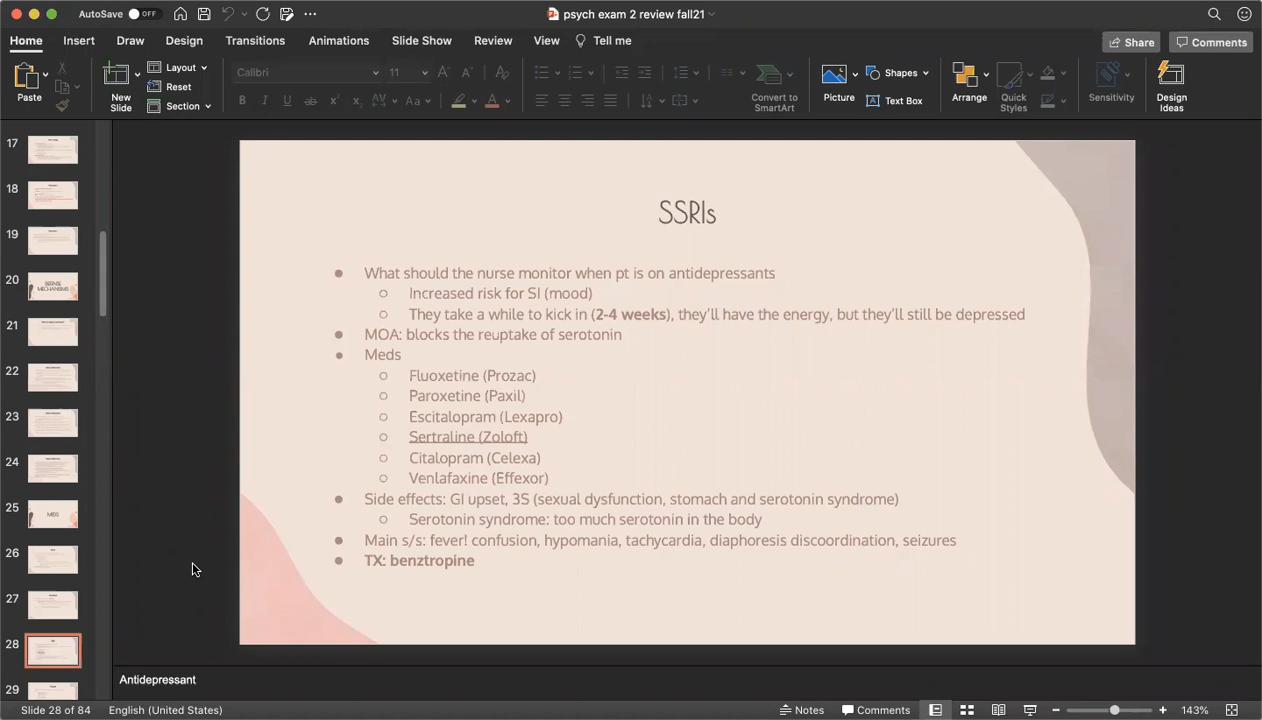 AutoSave OFF
psych exam 2 review fall21
Home Insert Draw Design Transitions Animations Slide Show Review View Tell me
Share Comments
Paste
New Slide
Layout
Reset
Section
Calibri 11
Convert to SmartArt
Picture
Shapes
Text Box
Arrange
Quick Styles
Sensitivity
Design Ideas
17
18
19
20
DEFENSE MECHANISMS
21
22
23
24
25
MEDS
26
27
28
29
SSRIs
● What should the nurse monitor when pt is on antidepressants
○ Increased risk for SI (mood)
○ They take a while to kick in (2-4 weeks), they'll have the energy, but they'll still be depressed
● MOA: blocks the reuptake of serotonin
● Meds
○ Fluoxetine (Prozac)
○ Paroxetine (Paxil)
○ Escitalopram (Lexapro)
○ Sertraline (Zoloft)
○ Citalopram (Celexa)
○ Venlafaxine (Effexor)
● Side effects: GI upset, 3S (sexual dysfunction, stomach and serotonin syndrome)
○ Serotonin syndrome: too much serotonin in the body
● Main s/s: fever! confusion, hypomania, tachycardia, diaphoresis discoordination, seizures
● TX: benztropine
Antidepressant
Slide 28 of 84 English (United States)
Notes Comments 143%